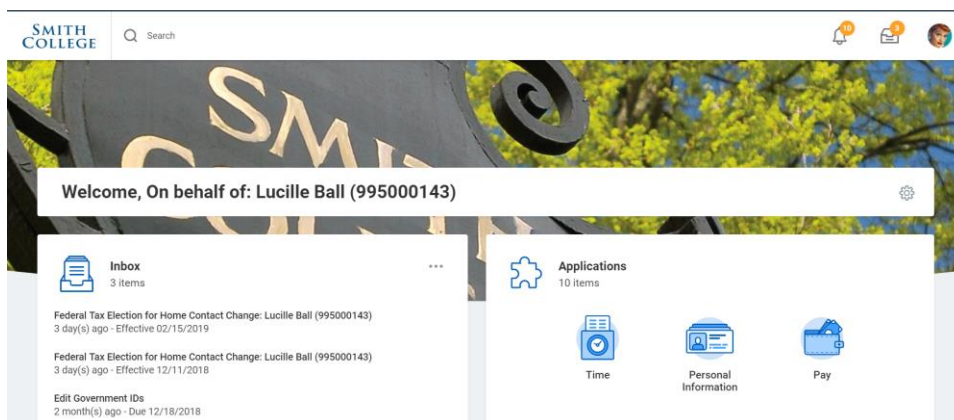 SMITH
COLLEGE
Search
10
3
SMIT
Welcome, On behalf of: Lucille Ball (995000143)
Inbox
3 items
Federal Tax Election for Home Contact Change: Lucille Ball (995000143)
3 day(s) ago - Effective 02/15/2019
Federal Tax Election for Home Contact Change: Lucille Ball (995000143)
3 day(s) ago - Effective 12/11/2018
Edit Government IDs
2 month(s) ago - Due 12/18/2018
Applications
10 items
Time
Personal
Information
Pay